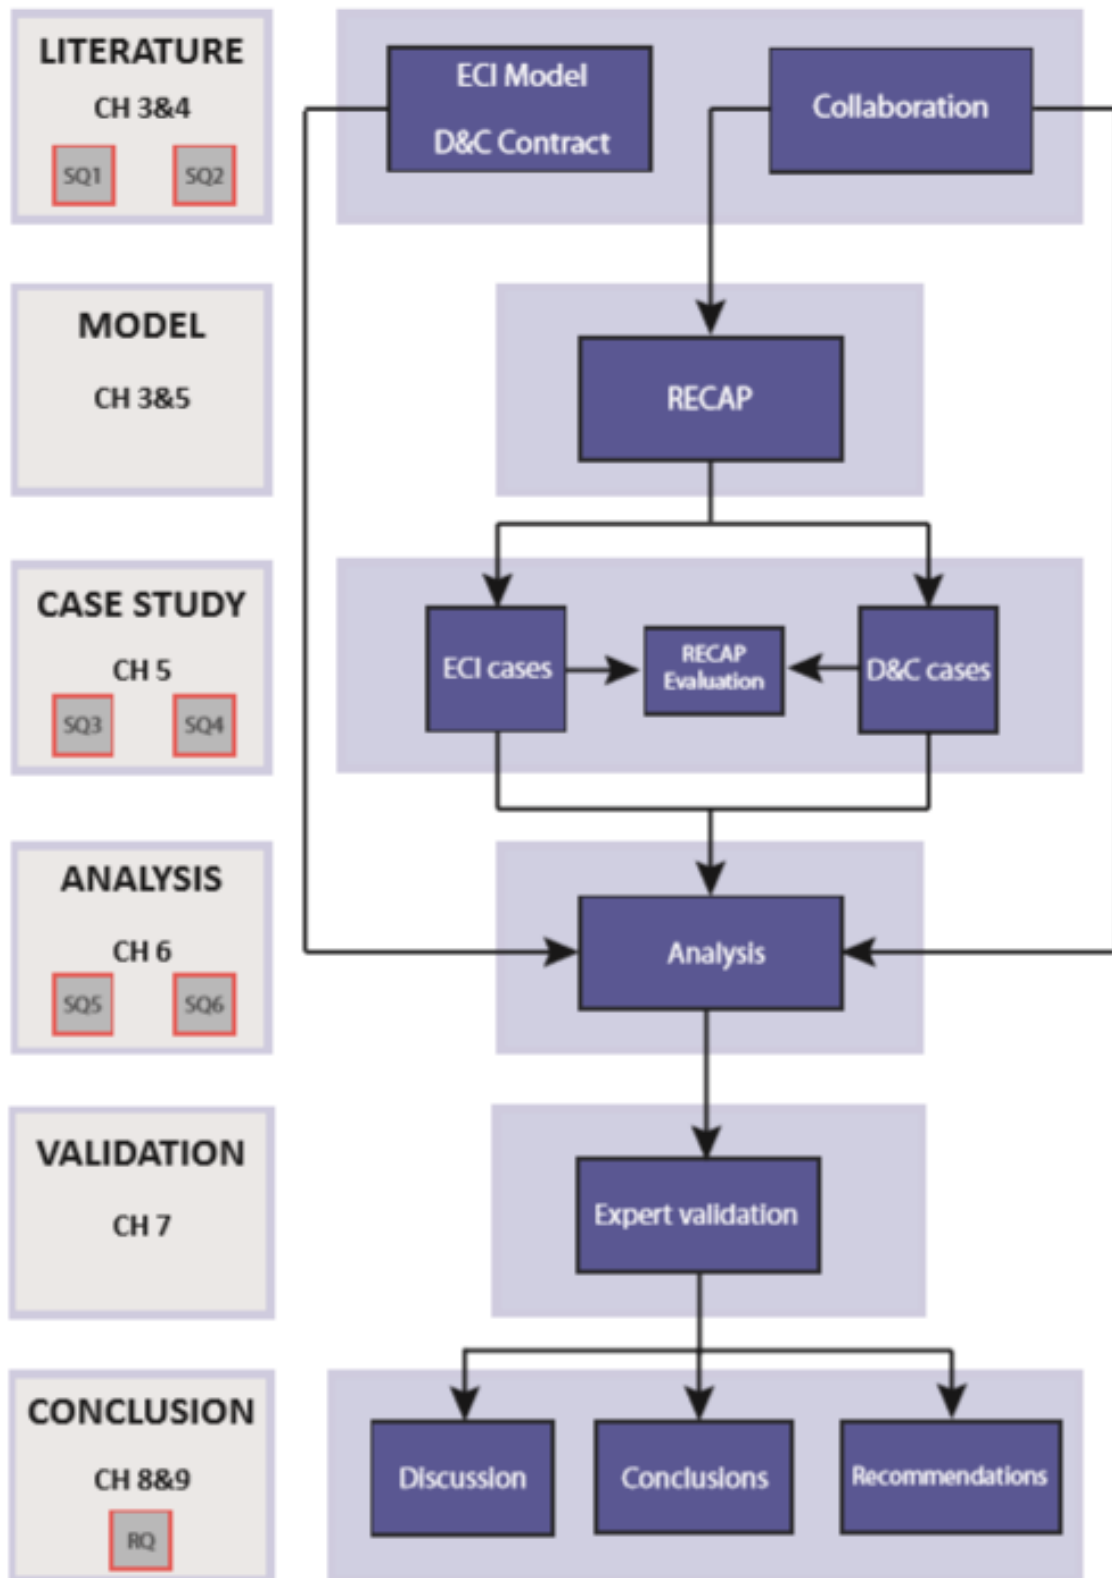 LITERATURE
CH 3&4
SQ1
SQ2
ECI Model
D&C Contract
Collaboration
MODEL
CH 3&5
RECAP
CASE STUDY
CH 5
SQ3
SQ4
ECI cases
RECAP
Evaluation
D&C cases
ANALYSIS
CH 6
SQ5
SQ6
Analysis
VALIDATION
CH 7
Expert validation
CONCLUSION
CH 8&9
RQ
Discussion
Conclusions
Recommendations